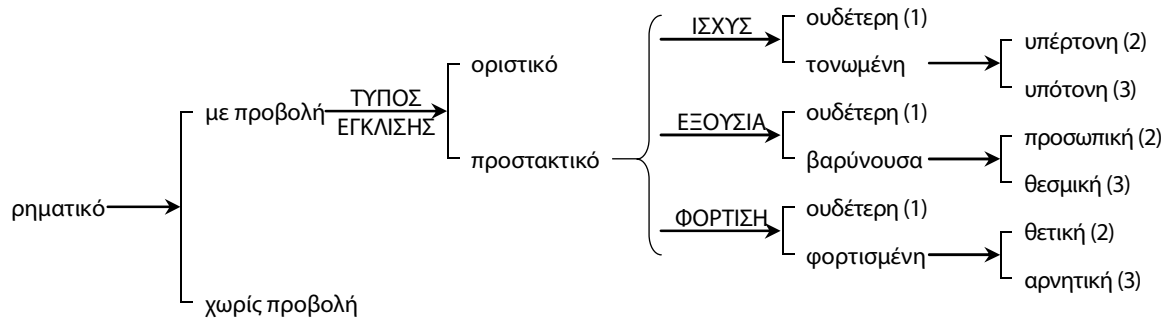 ρηματικό
με προβολή
χωρίς προβολή
ΤΥΠΟΣ
ΕΓΚΛΙΣΗΣ
οριστικό
προστακτικό
ΙΣΧΥΣ
ουδέτερη (1)
τονωμένη
υπέρτονη (2)
υπότονη (3)
ΕΞΟΥΣΙΑ
ουδέτερη (1)
βαρύνουσα
προσωπική (2)
θεσμική (3)
ΦΟΡΤΙΣΗ
ουδέτερη (1)
φορτισμένη
θετική (2)
αρνητική (3)